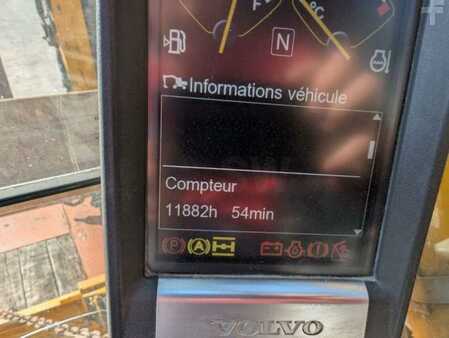 F
°C
N
Informations véhicule
Compteur
11882h 54min
P A
VOLVO